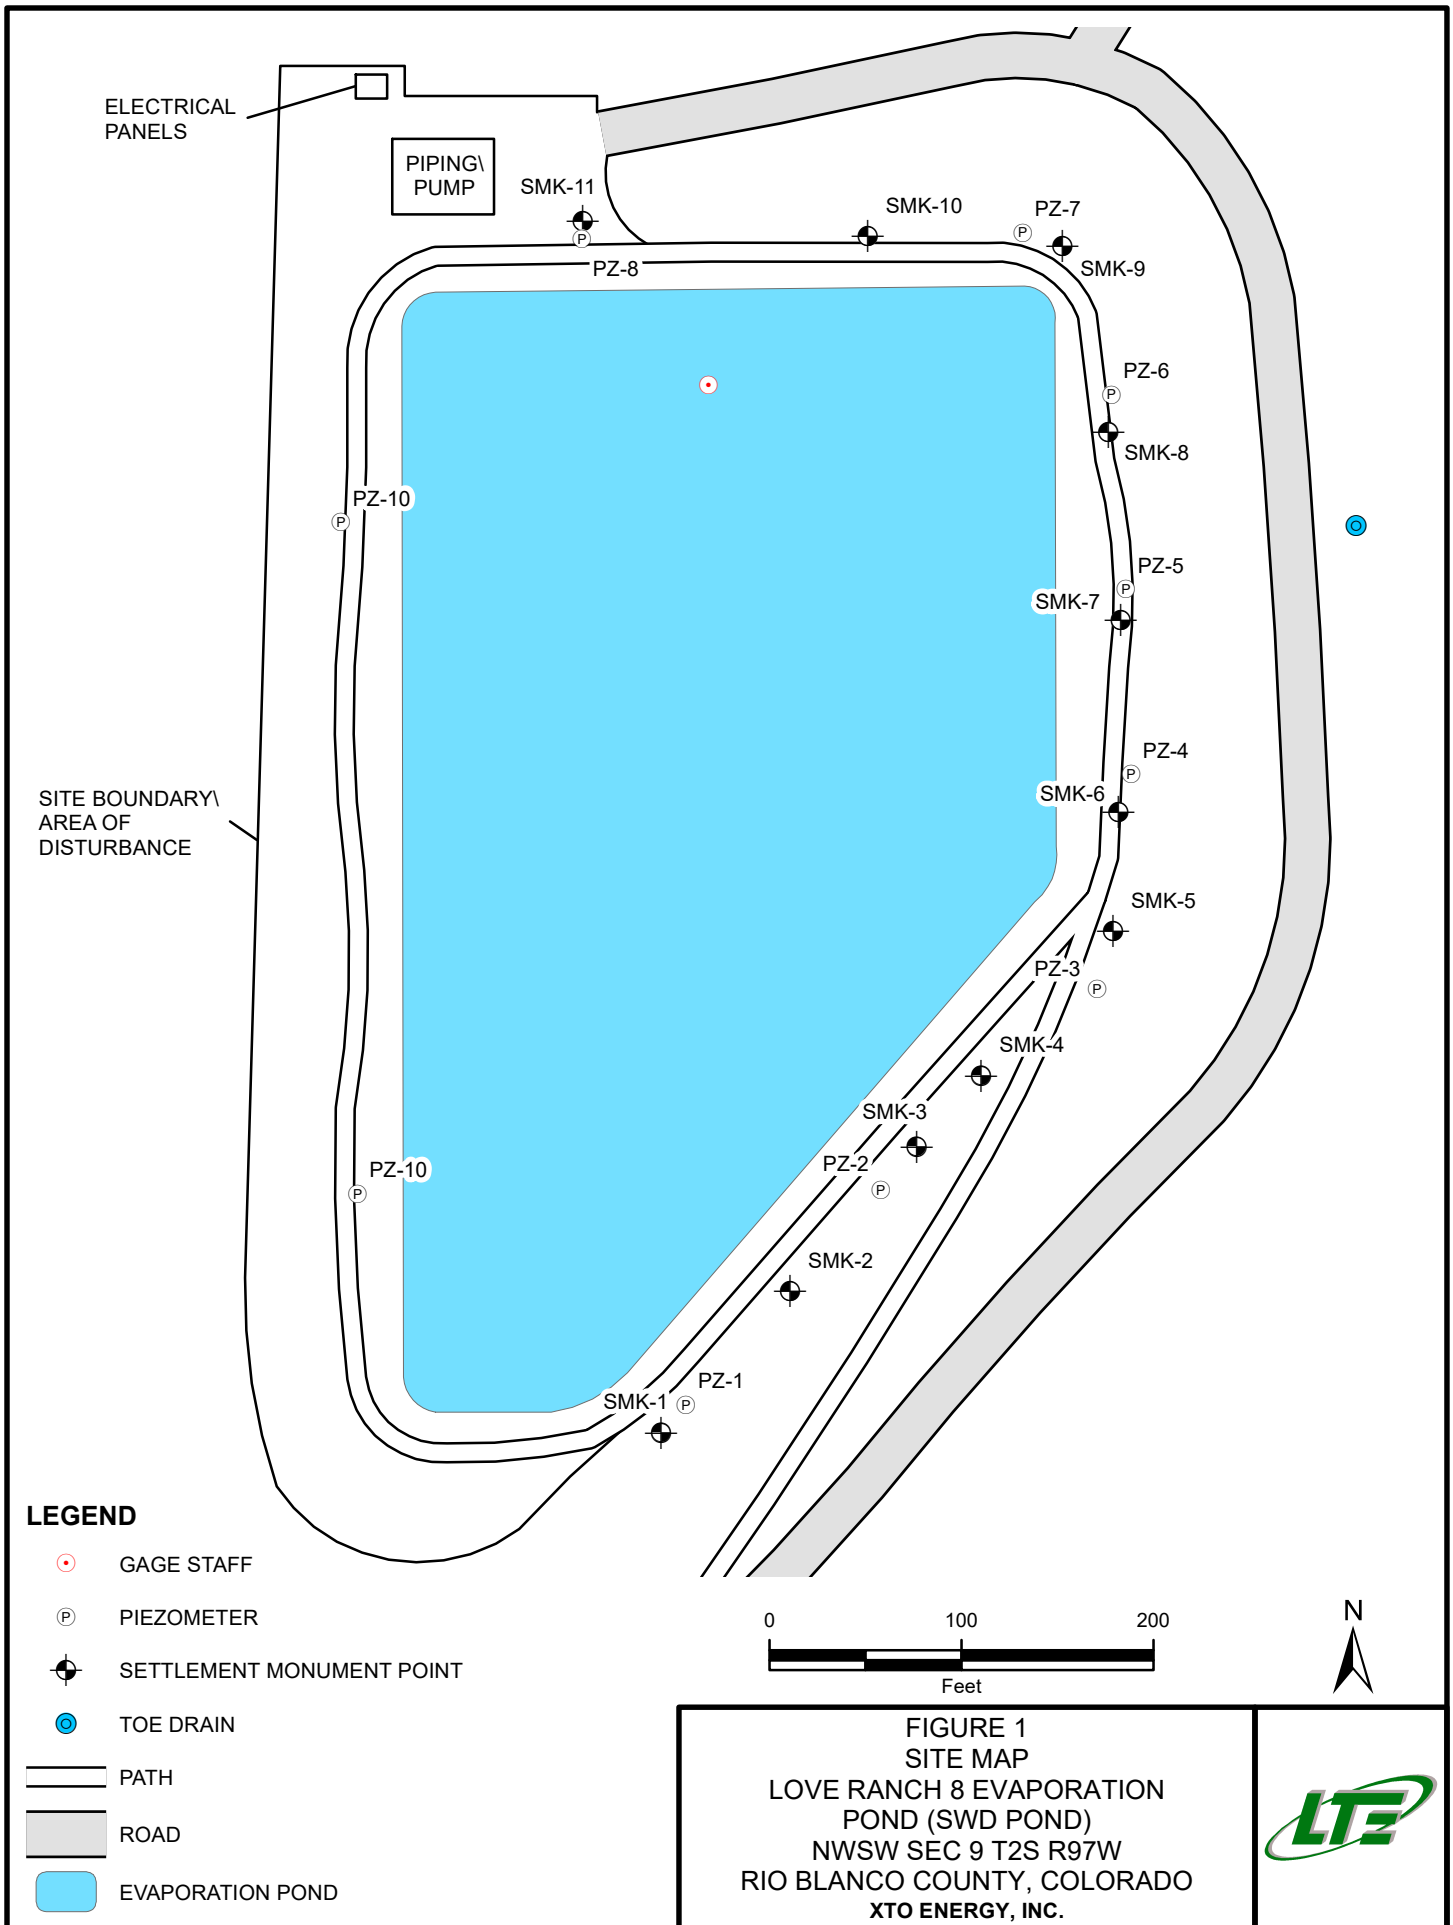 ELECTRICAL
PANELS
PIPING\
PUMP
SMK-11
P
PZ-8
SMK-10
PZ-7
P
SMK-9
PZ-6
P
SMK-8
PZ-10
P
PZ-5
P
SMK-7
PZ-4
P
SMK-6
SITE BOUNDARY\
AREA OF
DISTURBANCE
SMK-5
PZ-3
P
SMK-4
SMK-3
PZ-2
P
PZ-10
P
SMK-2
PZ-1
P
SMK-1
LEGEND
GAGE STAFF
P PIEZOMETER
SETTLEMENT MONUMENT POINT
TOE DRAIN
PATH
ROAD
EVAPORATION POND
0 100 200
Feet
N
FIGURE 1
SITE MAP
LOVE RANCH 8 EVAPORATION
POND (SWD POND)
NWSW SEC 9 T2S R97W
RIO BLANCO COUNTY, COLORADO
XTO ENERGY, INC.
LTE